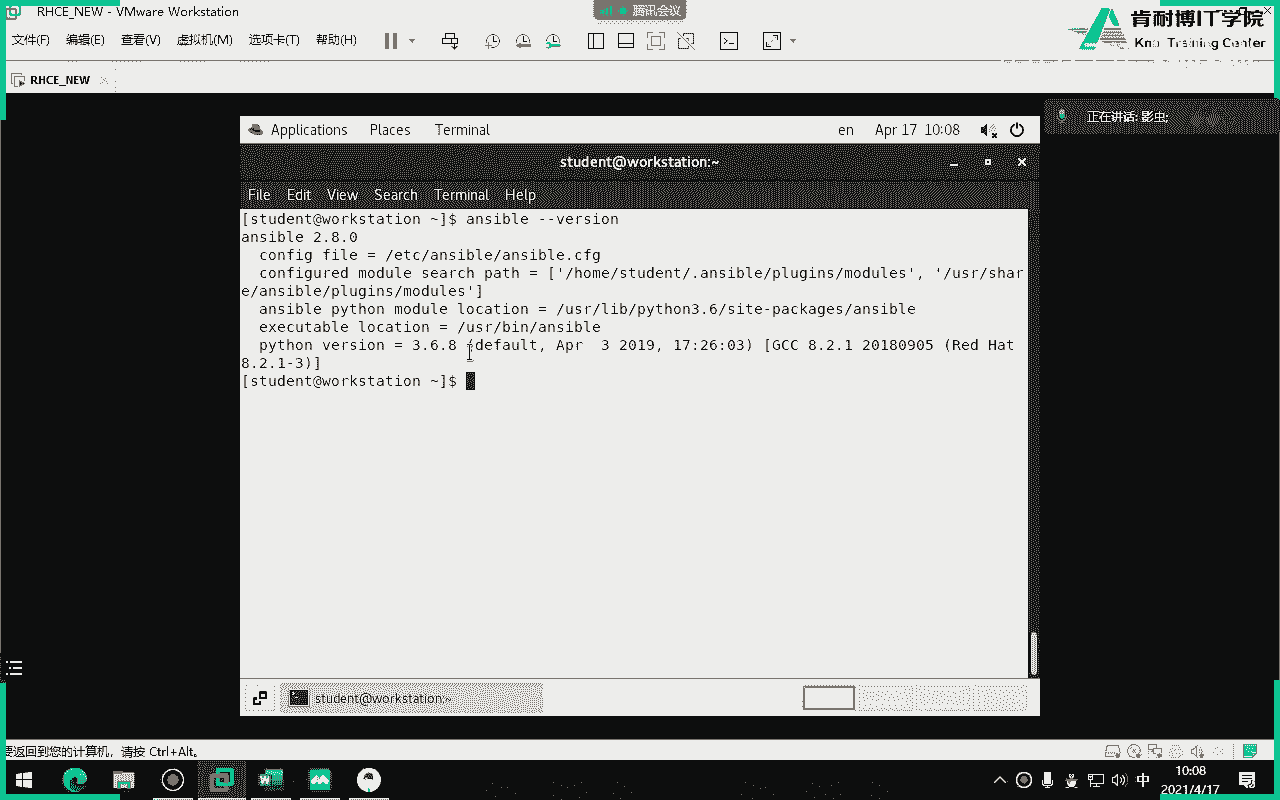 RHCE_NEW - VMware Workstation
腾讯会议
文件(F) 编辑(E) 查看(V) 虚拟机(M) 选项卡(T) 帮助(H)
肯耐博IT学院
Training Center
RHCE_NEW
正在讲话: 影虫;
Applications Places Terminal en Apr 17 10:08
student@workstation:~
File Edit View Search Terminal Help
[student@workstation ~]$ ansible --version
ansible 2.8.0
  config file = /etc/ansible/ansible.cfg
  configured module search path = ['/home/student/.ansible/plugins/modules', '/usr/shar
e/ansible/plugins/modules']
  ansible python module location = /usr/lib/python3.6/site-packages/ansible
  executable location = /usr/bin/ansible
  python version = 3.6.8 (default, Apr  3 2019, 17:26:03) [GCC 8.2.1 20180905 (Red Hat
8.2.1-3)]
[student@workstation ~]$
student@workstation:~
要返回到您的计算机，请按 Ctrl+Alt。
中
10:08
2021/4/17